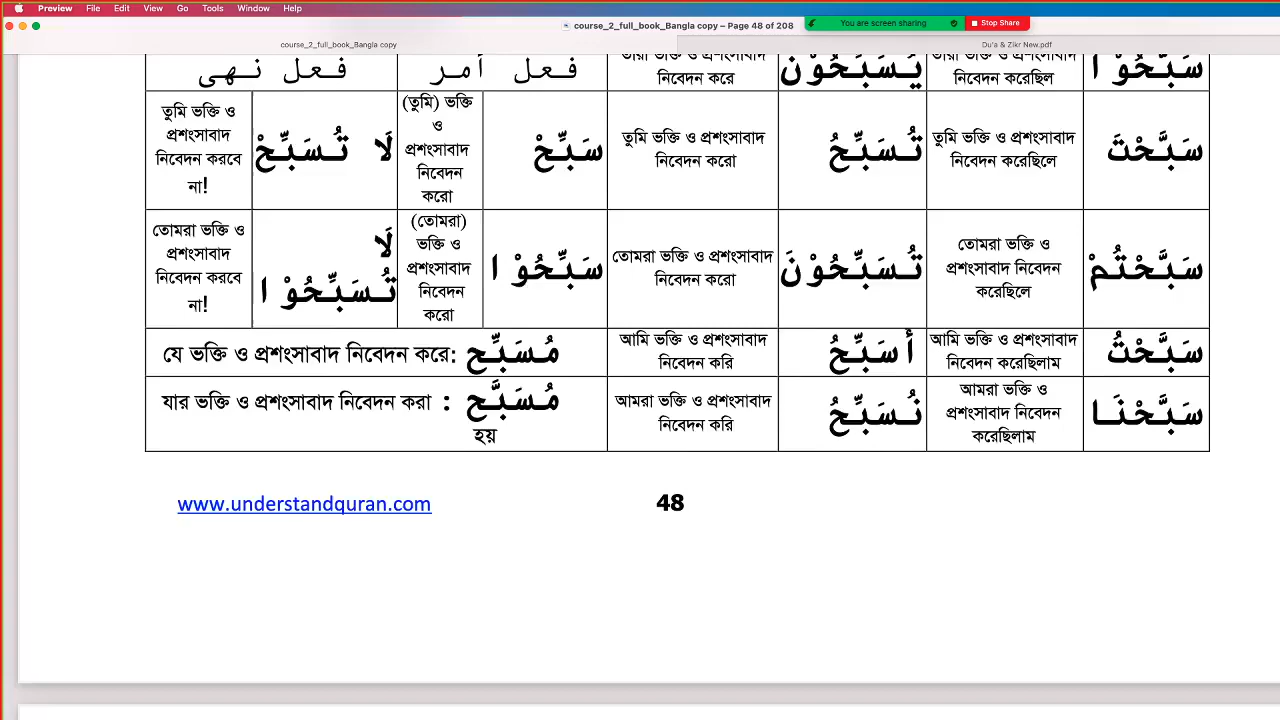 Preview File Edit View Go Tools Window Help
course_2_full_book_Bangla copy – Page 48 of 208
You are screen sharing
Stop Share
course_2_full_book_Bangla copy
Du'a & Zikr New.pdf
سَبَّحُوْا
নিবেদন করেছিল
يُسَبِّحُوْنَ
নিবেদন করে
فعل أمر
فعل نهي
سَبَّحْتَ
তুমি ভক্তি ও প্রশংসাবাদ
নিবেদন করেছিলে
تُسَبِّحُ
তুমি ভক্তি ও প্রশংসাবাদ
নিবেদন করো
سَبِّحْ
(তুমি) ভক্তি
ও
প্রশংসাবাদ
নিবেদন
করো
لَا تُسَبِّحْ
তুমি ভক্তি ও
প্রশংসাবাদ
নিবেদন করবে
না!
سَبَّحْتُمْ
তোমরা ভক্তি ও
প্রশংসাবাদ নিবেদন
করেছিলে
تُسَبِّحُوْنَ
তোমরা ভক্তি ও প্রশংসাবাদ
নিবেদন করো
سَبِّحُوْا
(তোমরা)
ভক্তি ও
প্রশংসাবাদ
নিবেদন
করো
لَا
تُسَبِّحُوْا
তোমরা ভক্তি ও
প্রশংসাবাদ
নিবেদন করবে
না!
سَبَّحْتُ
আমি ভক্তি ও প্রশংসাবাদ
নিবেদন করেছিলাম
أُسَبِّحُ
আমি ভক্তি ও প্রশংসাবাদ
নিবেদন করি
যে ভক্তি ও প্রশংসাবাদ নিবেদন করে: مُسَبِّح
سَبَّحْنَا
আমরা ভক্তি ও
প্রশংসাবাদ নিবেদন
করেছিলাম
نُسَبِّحُ
আমরা ভক্তি ও প্রশংসাবাদ
নিবেদন করি
যার ভক্তি ও প্রশংসাবাদ নিবেদন করা : مُسَبَّح
হয়
www.understandquran.com
48